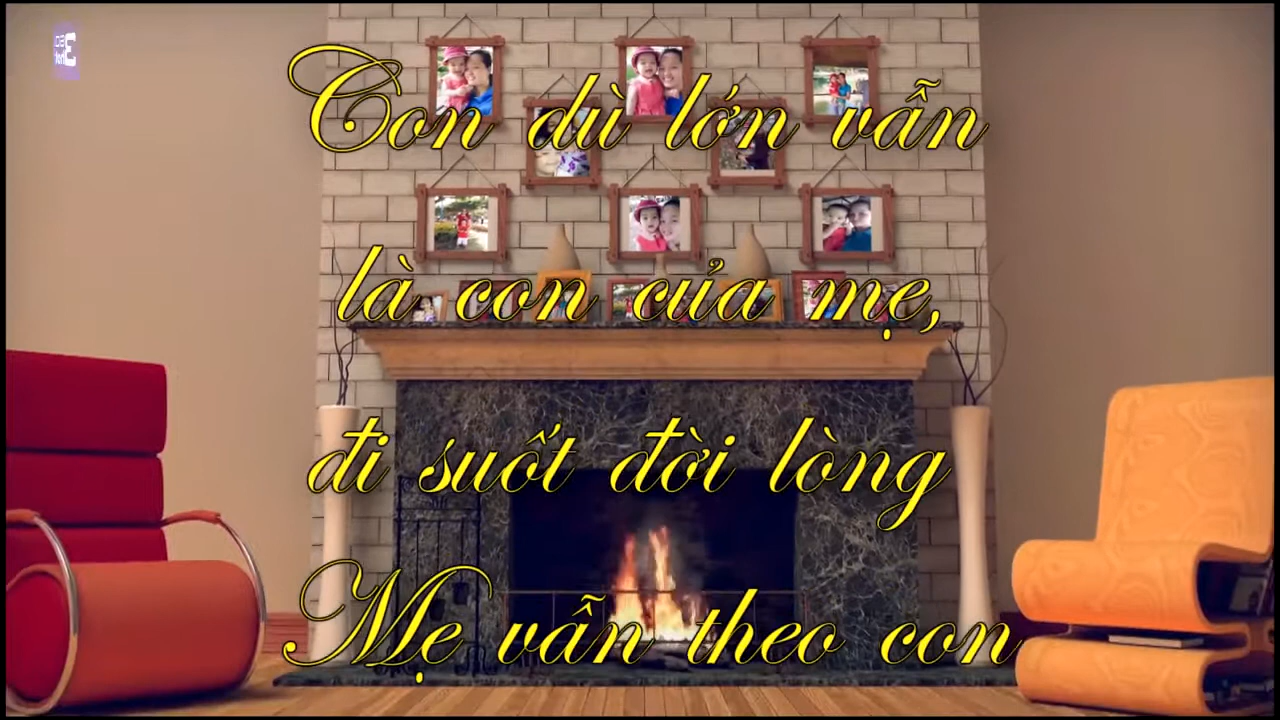 Con dù lớn vẫn
là con của mẹ,
đi suốt đời lòng
Mẹ vẫn theo con